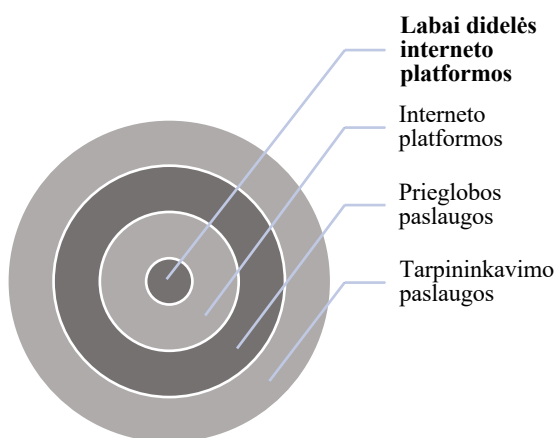 Labai didelės
interneto
platformos
Interneto
platformos
Prieglobos
paslaugos
Tarpininkavimo
paslaugos